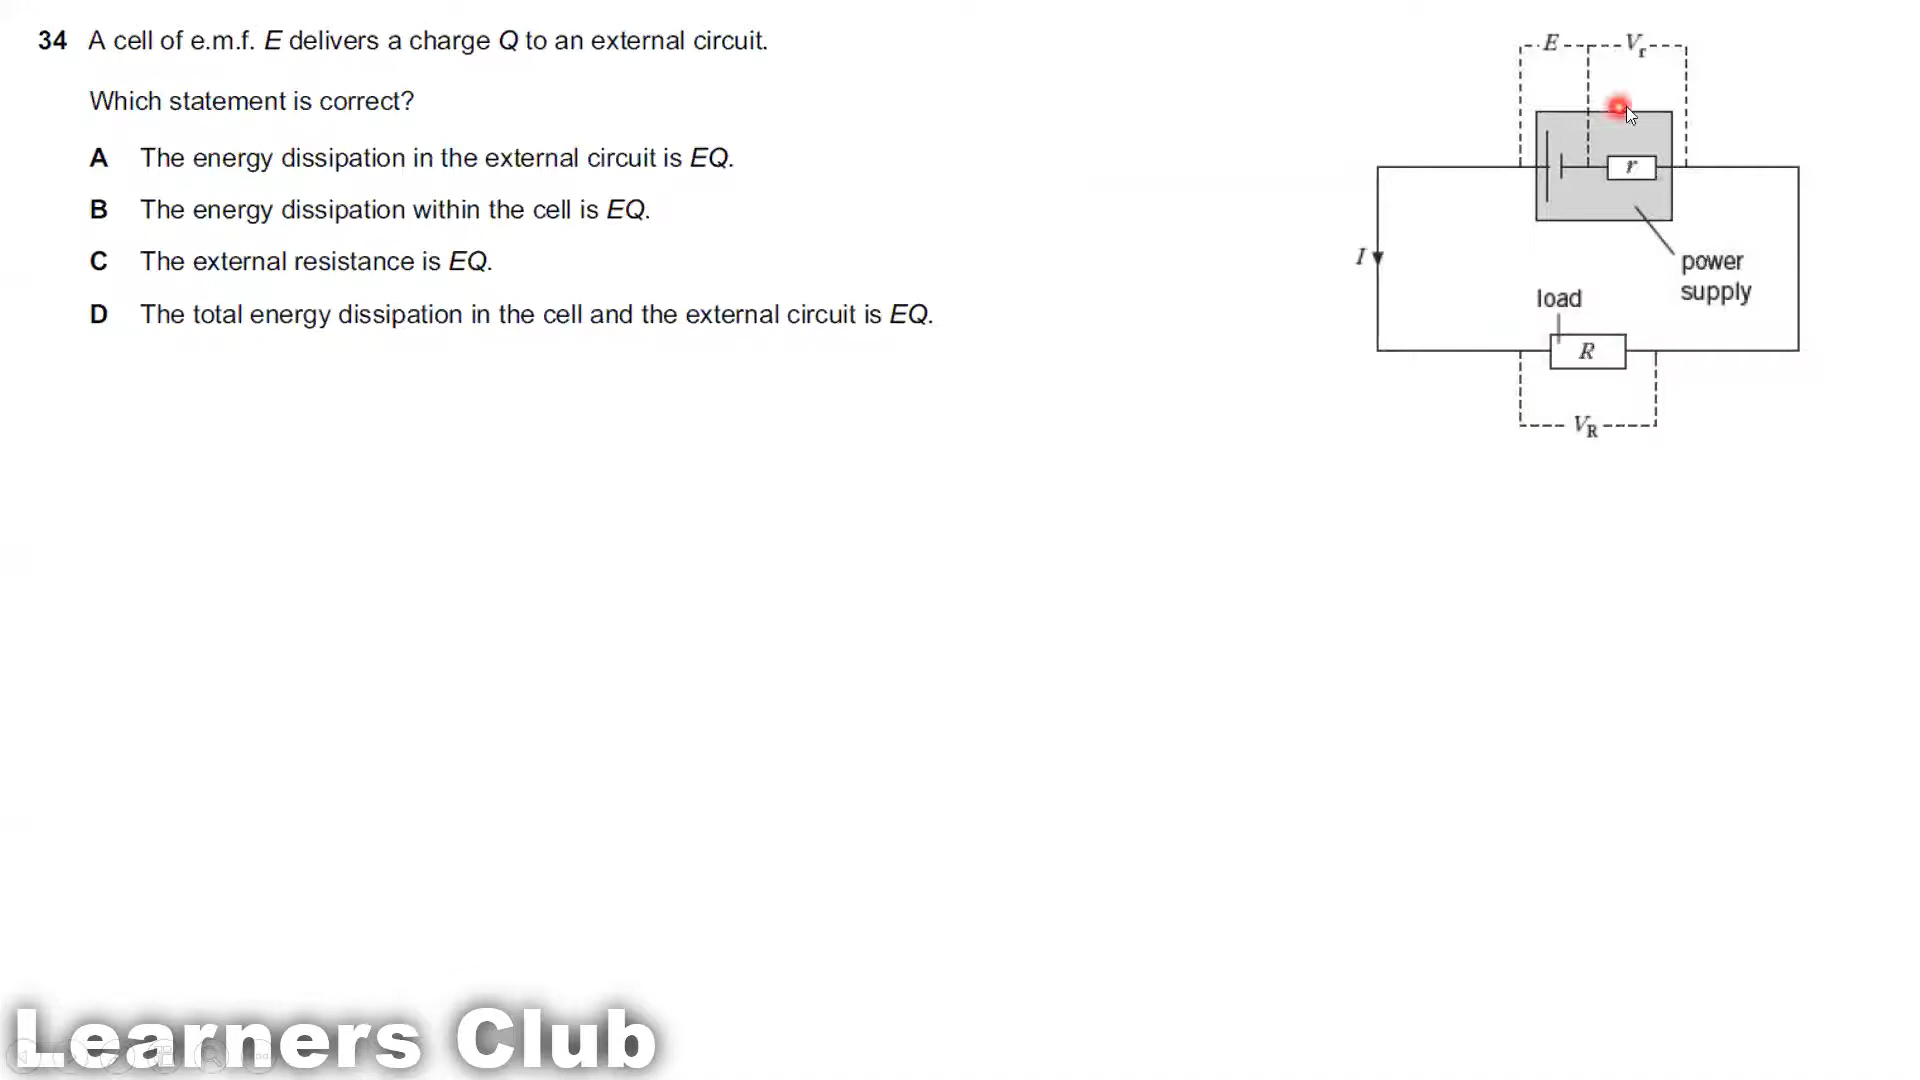 34 A cell of e.m.f. E delivers a charge Q to an external circuit.
Which statement is correct?
A The energy dissipation in the external circuit is EQ.
B The energy dissipation within the cell is EQ.
C The external resistance is EQ.
D The total energy dissipation in the cell and the external circuit is EQ.
E Vr
r
I
power
supply
load
R
VR
Learners Club